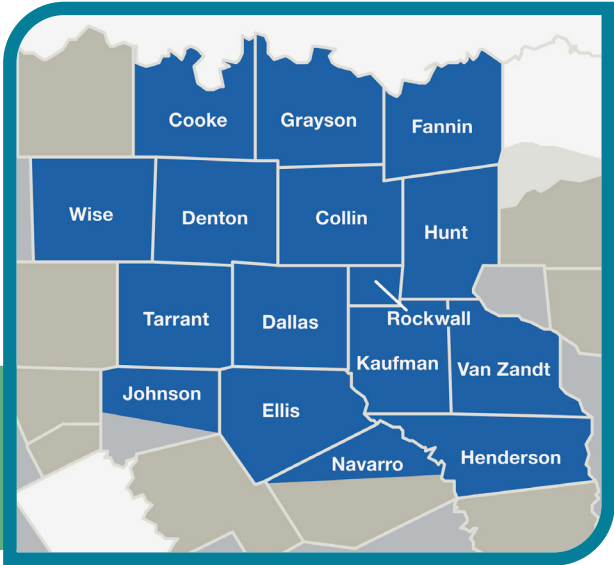 Cooke
Grayson
Fannin
Wise
Denton
Collin
Hunt
Tarrant
Dallas
Rockwall
Kaufman
Van Zandt
Johnson
Ellis
Navarro
Henderson